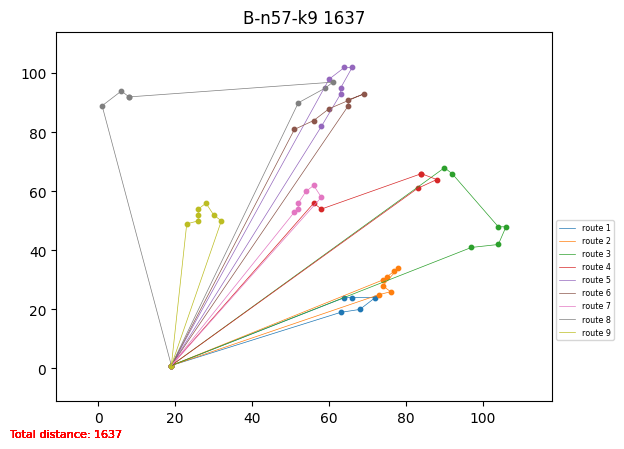 B-n57-k9 1637
100
80
60
40
20
0
0 20 40 60 80 100
route 1
route 2
route 3
route 4
route 5
route 6
route 7
route 8
route 9
Total distance: 1637